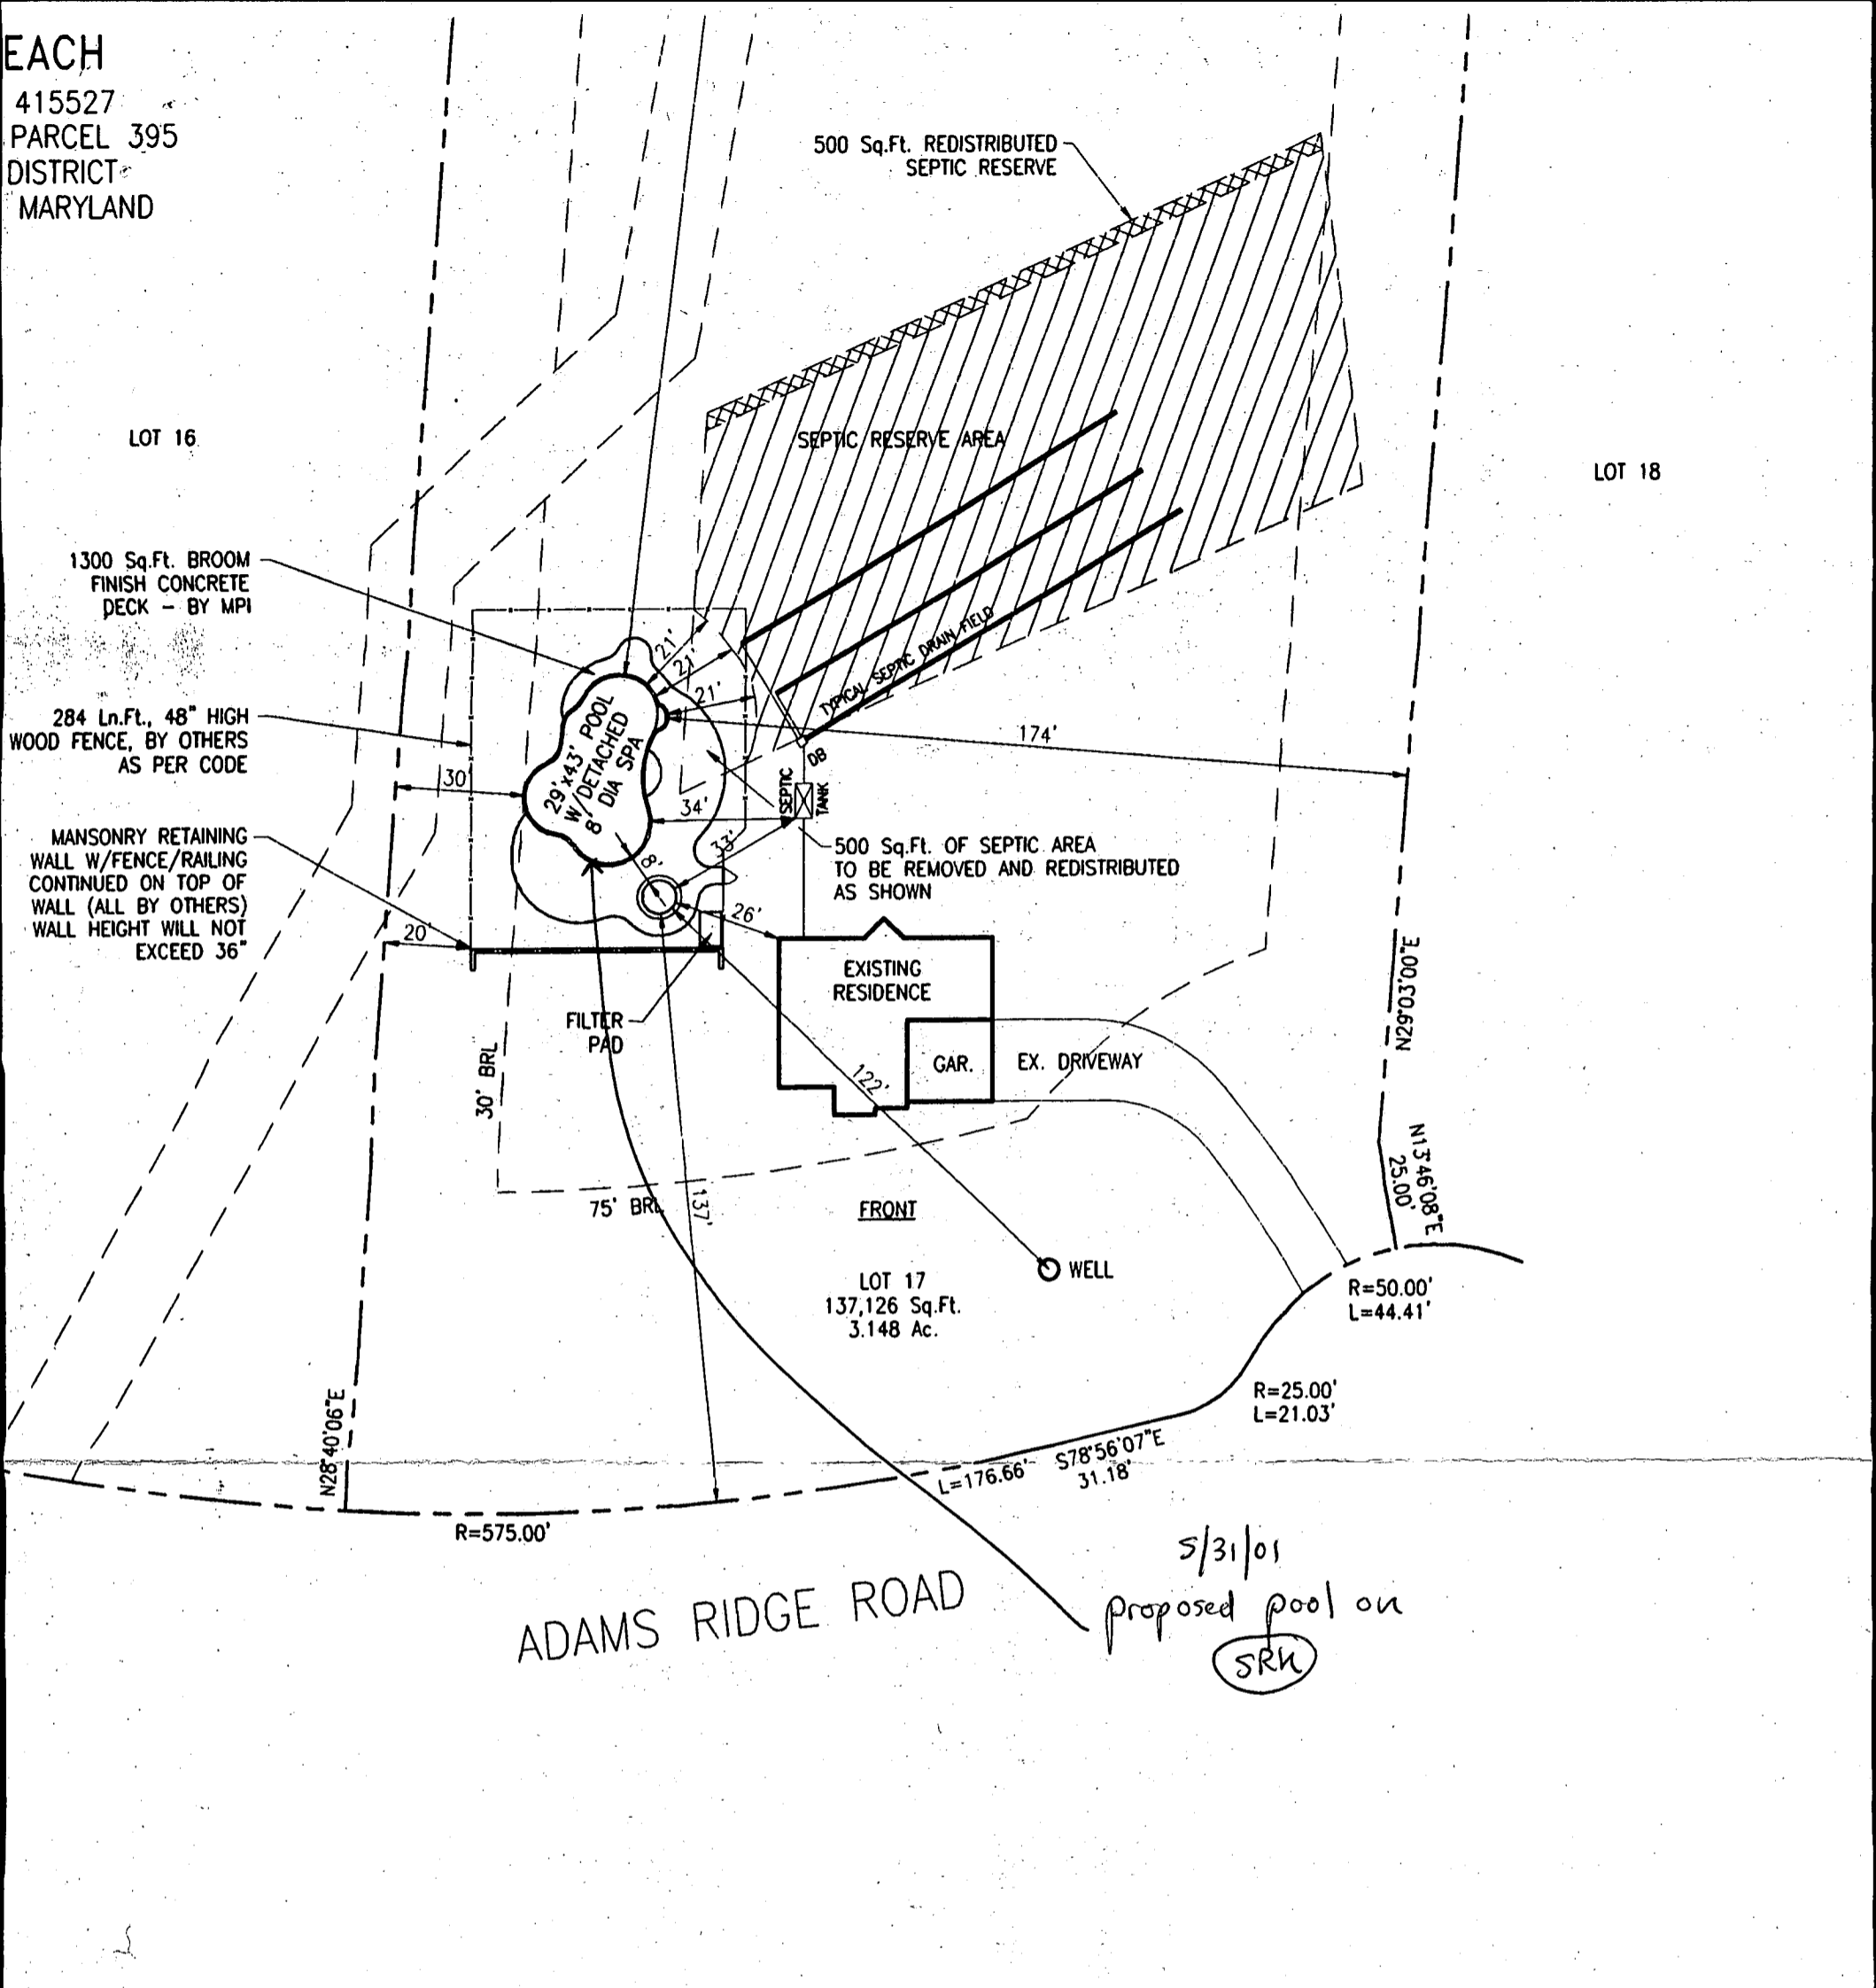 EACH
415527
PARCEL 395
DISTRICT
MARYLAND
500 Sq.Ft. REDISTRIBUTED
SEPTIC RESERVE
LOT 16
SEPTIC RESERVE AREA
LOT 18
1300 Sq.Ft. BROOM
FINISH CONCRETE
DECK - BY MPI
21'
21'
21'
TYPICAL SEPTIC DRAIN FIELD
284 Ln.Ft., 48" HIGH
WOOD FENCE, BY OTHERS
AS PER CODE
29'x43' POOL
W/DETACHED
8' DIA SPA
174'
DB
30'
34'
SEPTIC
TANK
MANSONRY RETAINING
WALL W/FENCE/RAILING
CONTINUED ON TOP OF
WALL (ALL BY OTHERS)
WALL HEIGHT WILL NOT
EXCEED 36"
33'
8'
500 Sq.Ft. OF SEPTIC AREA
TO BE REMOVED AND REDISTRIBUTED
AS SHOWN
26'
20'
EXISTING
RESIDENCE
N29°03'00"E
FILTER
PAD
GAR.
EX. DRIVEWAY
30' BRL
122'
N13°46'08"E
25.00'
75' BRL
137'
FRONT
WELL
LOT 17
137,126 Sq.Ft.
3.148 Ac.
R=50.00'
L=44.41'
R=25.00'
L=21.03'
N28°40'06"E
L=176.66'
S78°56'07"E
31.18'
R=575.00'
ADAMS RIDGE ROAD
5/31/01
proposed pool ok
SRK